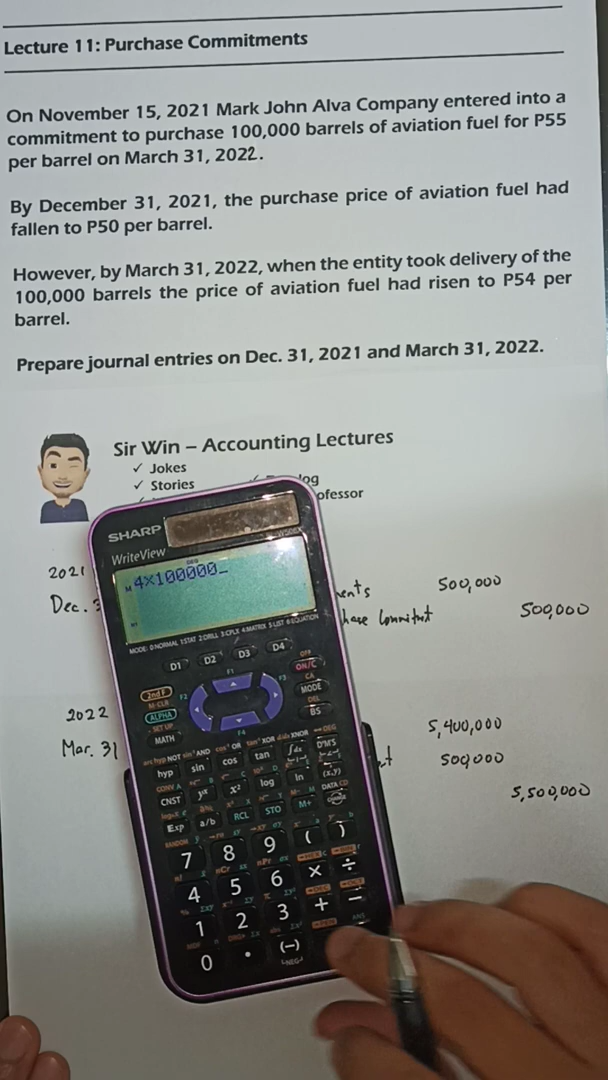 Lecture 11: Purchase Commitments
On November 15, 2021 Mark John Alva Company entered into a
commitment to purchase 100,000 barrels of aviation fuel for P55
per barrel on March 31, 2022.
By December 31, 2021, the purchase price of aviation fuel had
fallen to P50 per barrel.
However, by March 31, 2022, when the entity took delivery of the
100,000 barrels the price of aviation fuel had risen to P54 per
barrel.
Prepare journal entries on Dec. 31, 2021 and March 31, 2022.
Sir Win – Accounting Lectures
✓ Jokes
✓ Stories
SHARP
WriteView
4×100000_
MODE: 0:NORMAL 1:STAT 2:DRILL 3:CPLX 4:MATRIX 5:LIST 6:EQUATION
D1 D2 D3 D4
2ndF
ALPHA
MATH
ON/C
MODE
BS
hyp sin cos tan
CNST x² log ln (x,y)
Exp a/b RCL STO M+ CHANGE
7 8 9 ( )
4 5 6 × ÷
1 2 3 + −
0 . (−)
2021
Dec. 3
500,000
500,000
2022
Mar. 31
5,400,000
500,000
5,500,000